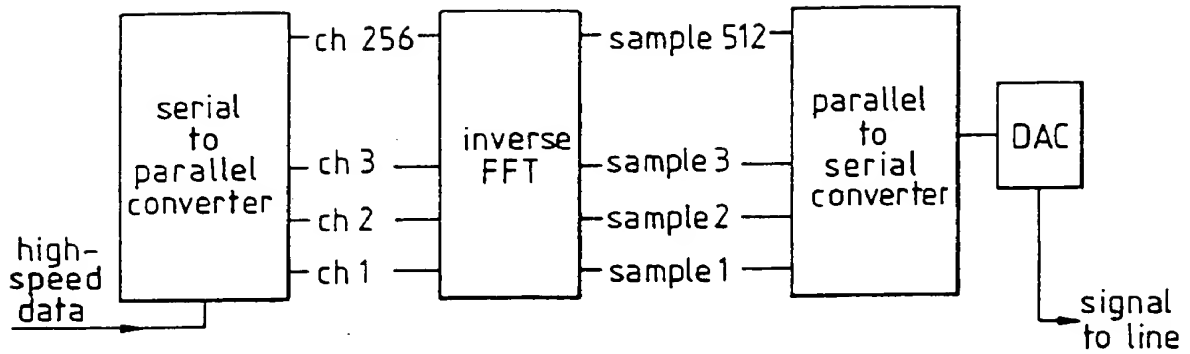 high-
speed
data
serial
to
parallel
converter
ch 256
ch 3
ch 2
ch 1
inverse
FFT
sample 512
sample 3
sample 2
sample 1
parallel
to
serial
converter
DAC
signal
to line